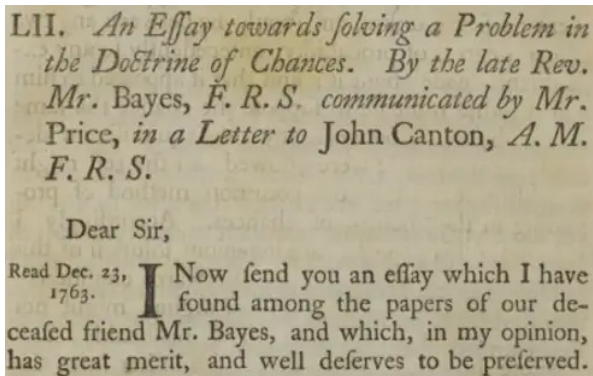 LII. An Eſſay towards ſolving a Problem in
the Doctrine of Chances. By the late Rev.
Mr. Bayes, F. R. S. communicated by Mr.
Price, in a Letter to John Canton, A. M.
F. R. S.
Dear Sir,
Read Dec. 23,
1763.
I Now ſend you an eſſay which I have
found among the papers of our de-
ceaſed friend Mr. Bayes, and which, in my opinion,
has great merit, and well deſerves to be preſerved.